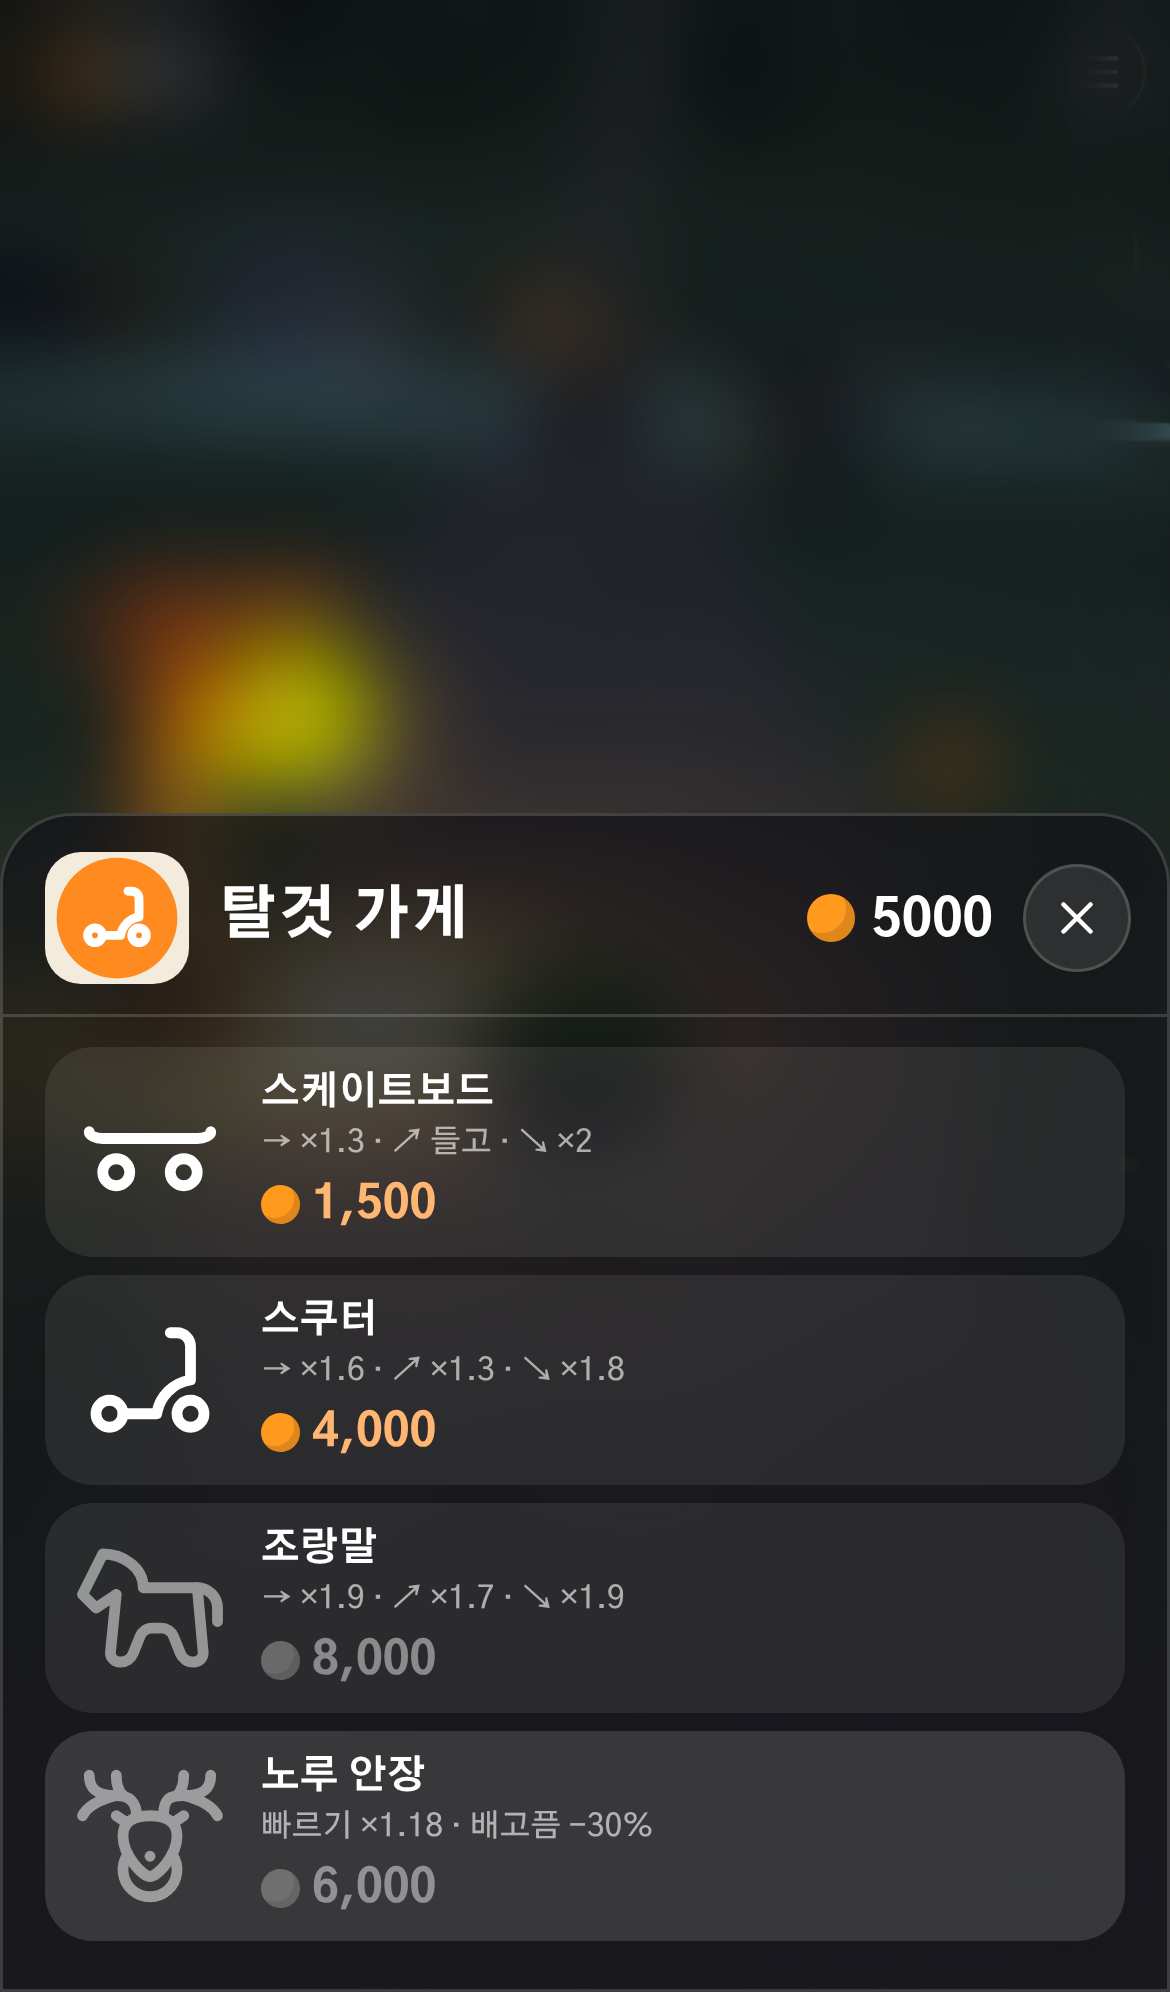 탈것 가게
5000
스케이트보드
→ ×1.3 · ↗ 들고 · ↘ ×2
1,500
스쿠터
→ ×1.6 · ↗ ×1.3 · ↘ ×1.8
4,000
조랑말
→ ×1.9 · ↗ ×1.7 · ↘ ×1.9
8,000
노루 안장
빠르기 ×1.18 · 배고픔 −30%
6,000